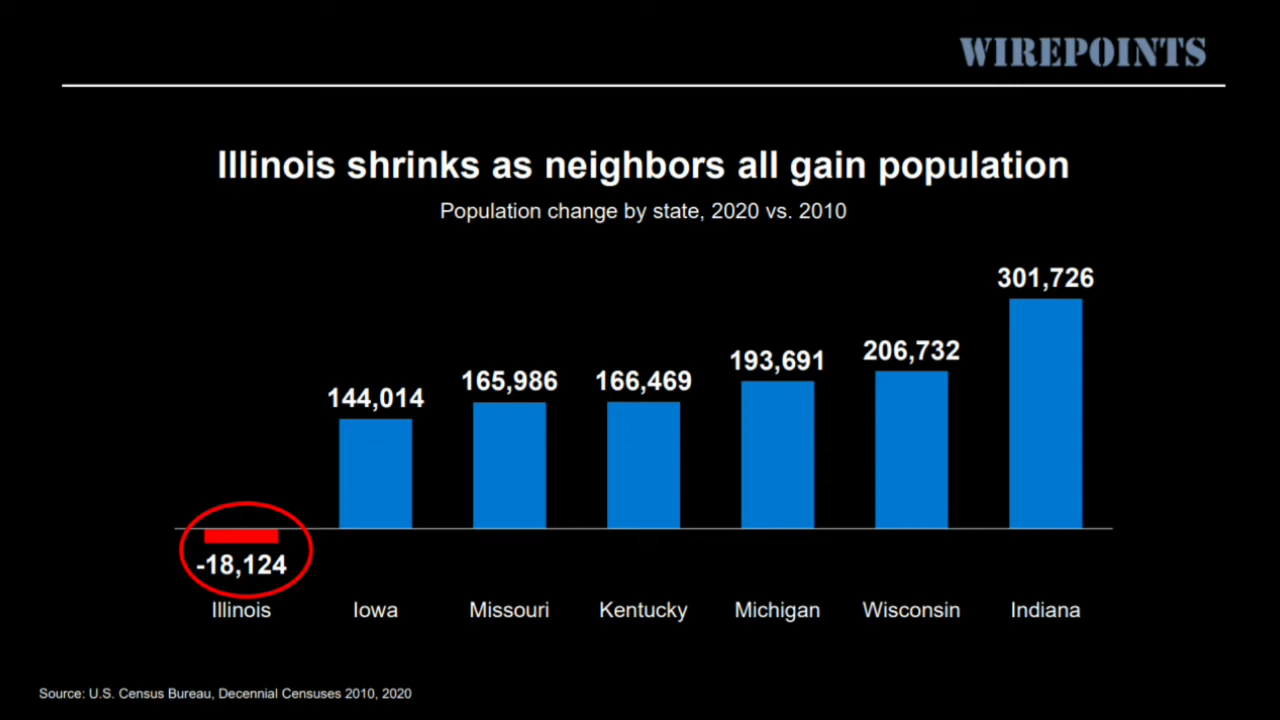 WIREPOINTS
Illinois shrinks as neighbors all gain population
Population change by state, 2020 vs. 2010
301,726
206,732
193,691
166,469
165,986
144,014
-18,124
Illinois Iowa Missouri Kentucky Michigan Wisconsin Indiana
Source: U.S. Census Bureau, Decennial Censuses 2010, 2020